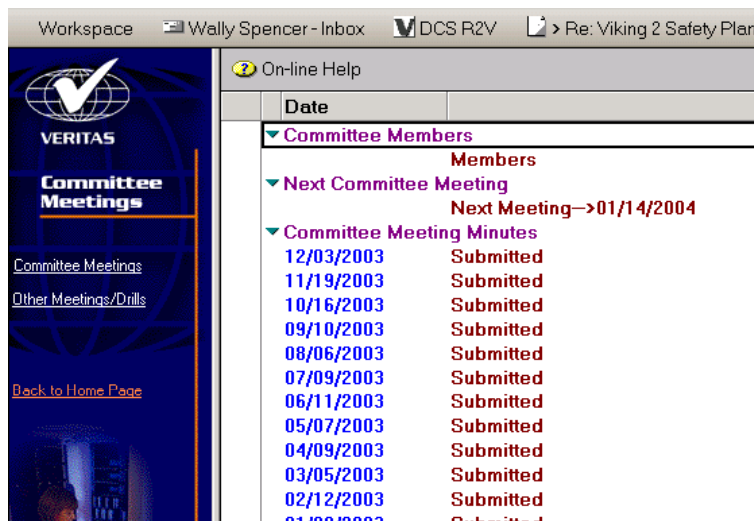 Workspace Wally Spencer - Inbox DCS R2V > Re: Viking 2 Safety Plan
On-line Help
Date
VERITAS
Committee Meetings
Committee Meetings
Other Meetings/Drills
Back to Home Page
Committee Members
Members
Next Committee Meeting
Next Meeting-->01/14/2004
Committee Meeting Minutes
12/03/2003 Submitted
11/19/2003 Submitted
10/16/2003 Submitted
09/10/2003 Submitted
08/06/2003 Submitted
07/09/2003 Submitted
06/11/2003 Submitted
05/07/2003 Submitted
04/09/2003 Submitted
03/05/2003 Submitted
02/12/2003 Submitted